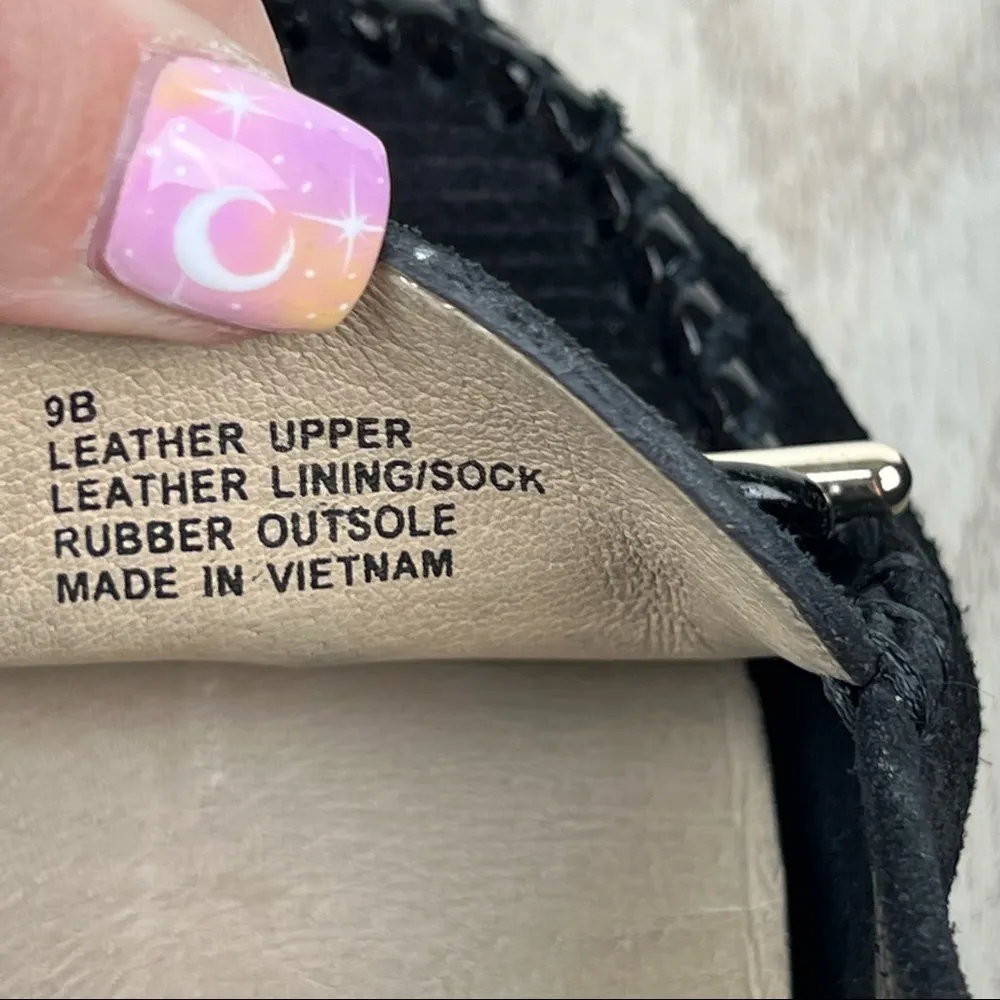 9B
LEATHER UPPER
LEATHER LINING/SOCK
RUBBER OUTSOLE
MADE IN VIETNAM